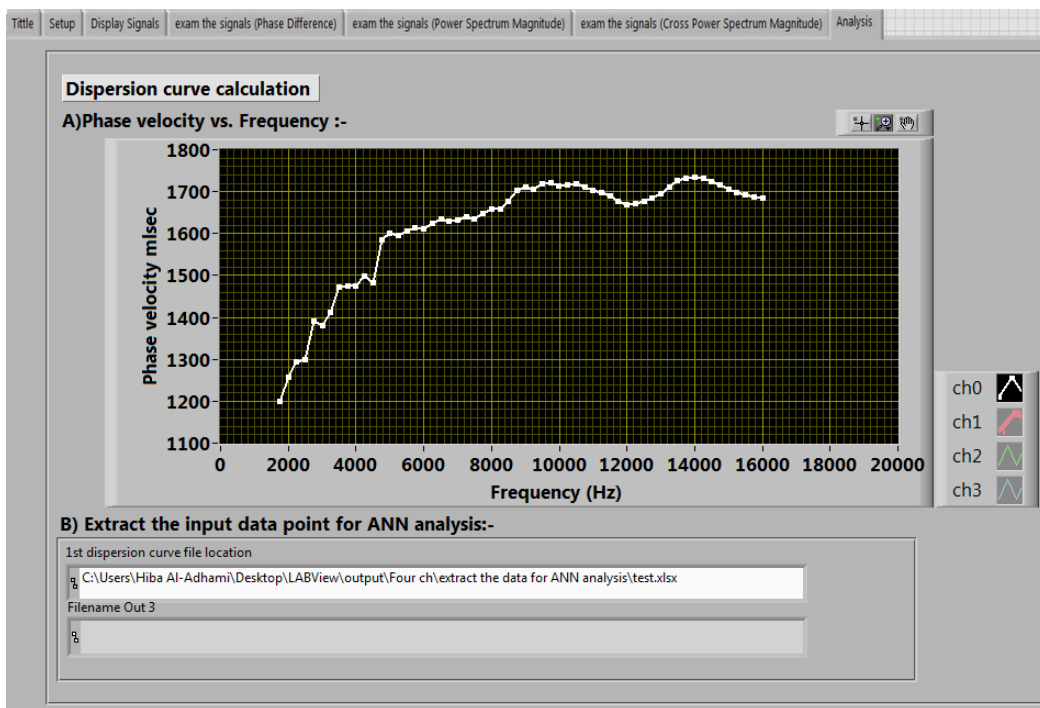 Tittle
Setup
Display Signals
exam the signals (Phase Difference)
exam the signals (Power Spectrum Magnitude)
exam the signals (Cross Power Spectrum Magnitude)
Analysis
Dispersion curve calculation
A)Phase velocity vs. Frequency :-
Phase velocity mlsec
1800
1700
1600
1500
1400
1300
1200
1100
0 2000 4000 6000 8000 10000 12000 14000 16000 18000 20000
Frequency (Hz)
ch0
ch1
ch2
ch3
B) Extract the input data point for ANN analysis:-
1st dispersion curve file location
C:\Users\Hiba Al-Adhami\Desktop\LABView\output\Four ch\extract the data for ANN analysis\test.xlsx
Filename Out 3